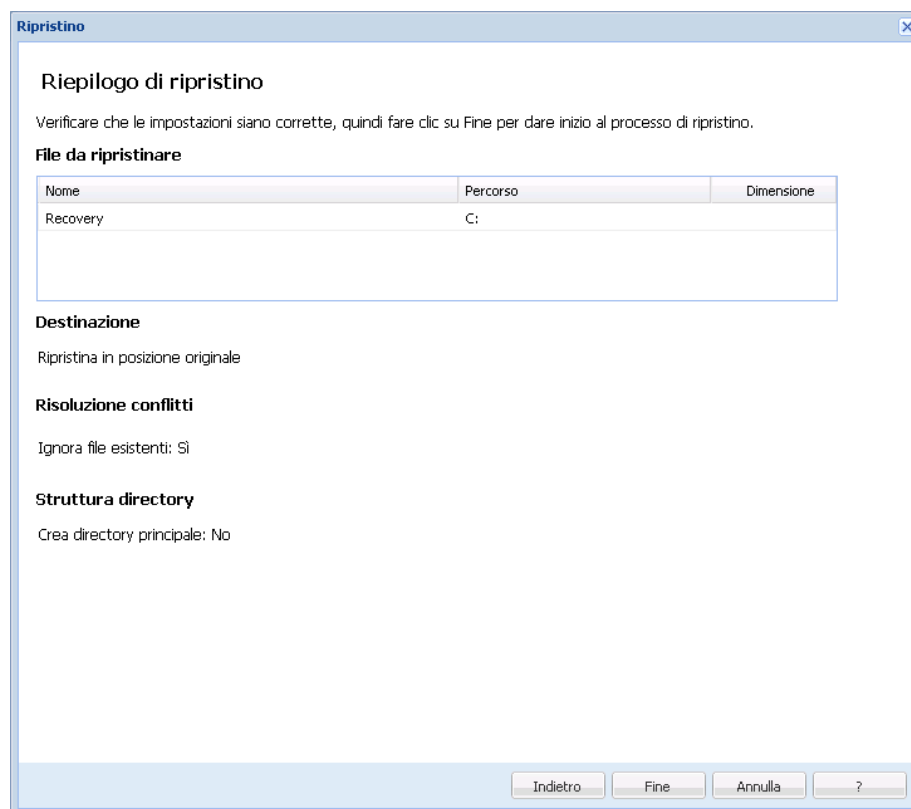 Ripristino
Riepilogo di ripristino
Verificare che le impostazioni siano corrette, quindi fare clic su Fine per dare inizio al processo di ripristino.
File da ripristinare
Nome Percorso Dimensione
Recovery C:
Destinazione
Ripristina in posizione originale
Risoluzione conflitti
Ignora file esistenti: Sì
Struttura directory
Crea directory principale: No
Indietro Fine Annulla ?